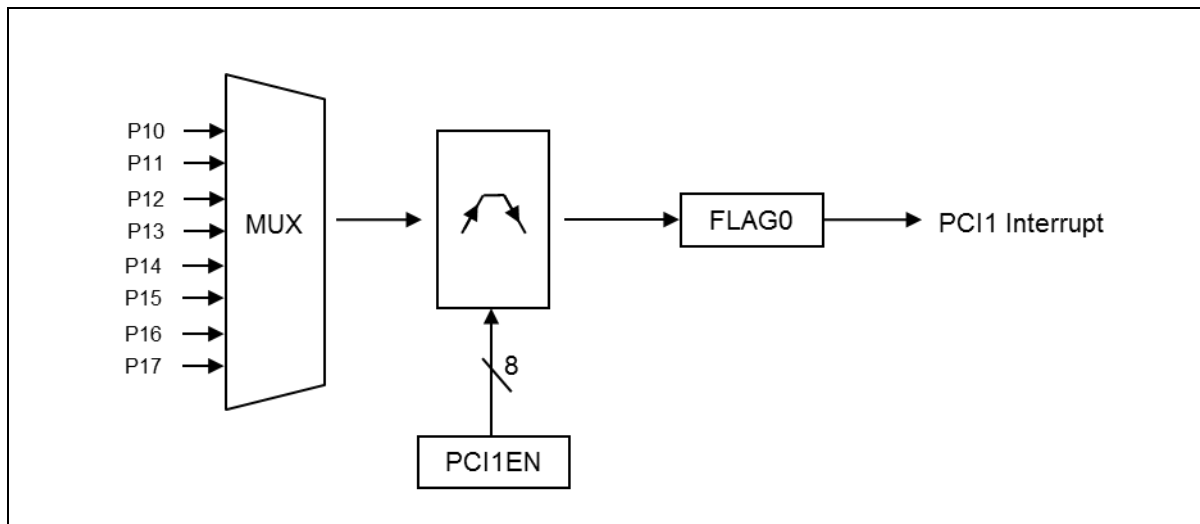 P10
P11
P12
P13
P14
P15
P16
P17
MUX
8
PCI1EN
FLAG0
PCI1 Interrupt